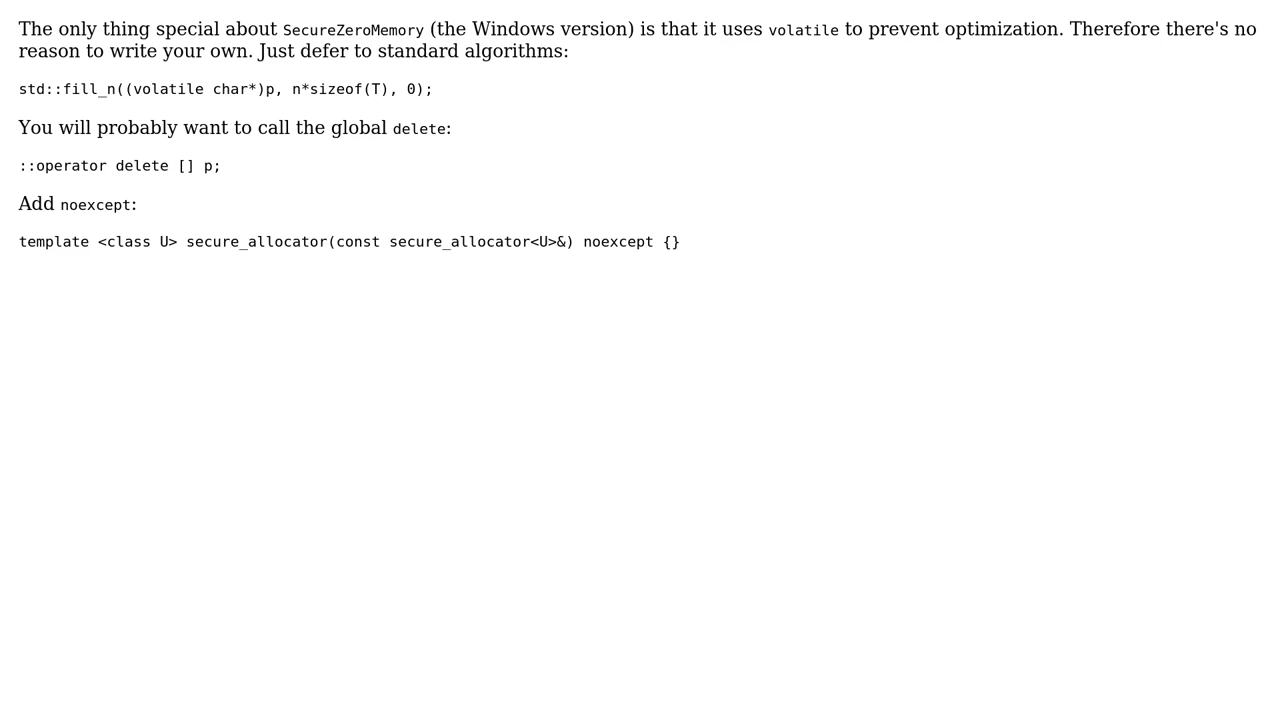 The only thing special about SecureZeroMemory (the Windows version) is that it uses volatile to prevent optimization. Therefore there's no
reason to write your own. Just defer to standard algorithms:
std::fill_n((volatile char*)p, n*sizeof(T), 0);
You will probably want to call the global delete:
::operator delete [] p;
Add noexcept:
template <class U> secure_allocator(const secure_allocator<U>&) noexcept {}